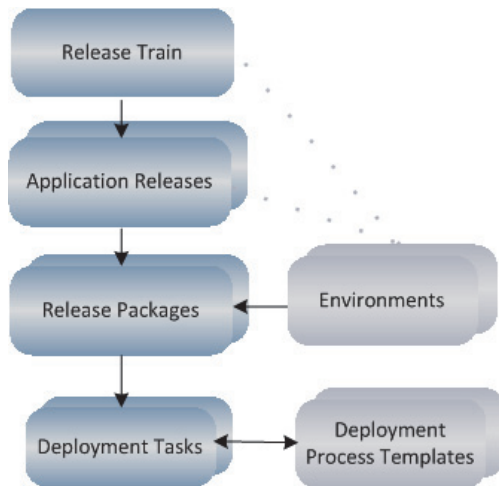 Release Train
Application Releases
Release Packages
Environments
Deployment Tasks
Deployment
Process Templates